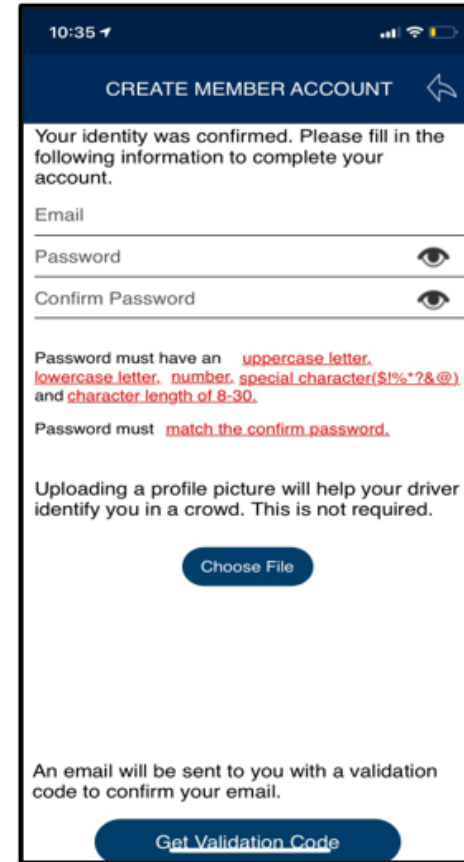 10:35
CREATE MEMBER ACCOUNT
Your identity was confirmed. Please fill in the
following information to complete your
account.
Email
Password
Confirm Password
Password must have an uppercase letter,
lowercase letter, number, special character($!%*?&@)
and character length of 8-30.
Password must match the confirm password.
Uploading a profile picture will help your driver
identify you in a crowd. This is not required.
Choose File
An email will be sent to you with a validation
code to confirm your email.
Get Validation Code